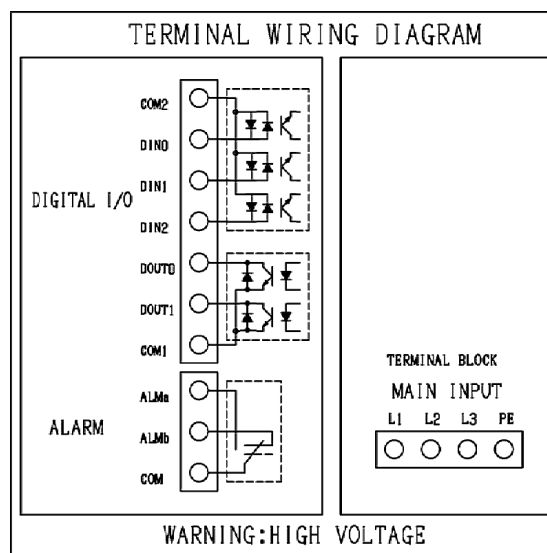 TERMINAL WIRING DIAGRAM
COM2
DIN0
DIN1
DIGITAL I/O
DIN2
DOUT0
DOUT1
COM1
ALMa
ALARM
ALMb
COM
TERMINAL BLOCK
MAIN INPUT
L1 L2 L3 PE
WARNING:HIGH VOLTAGE